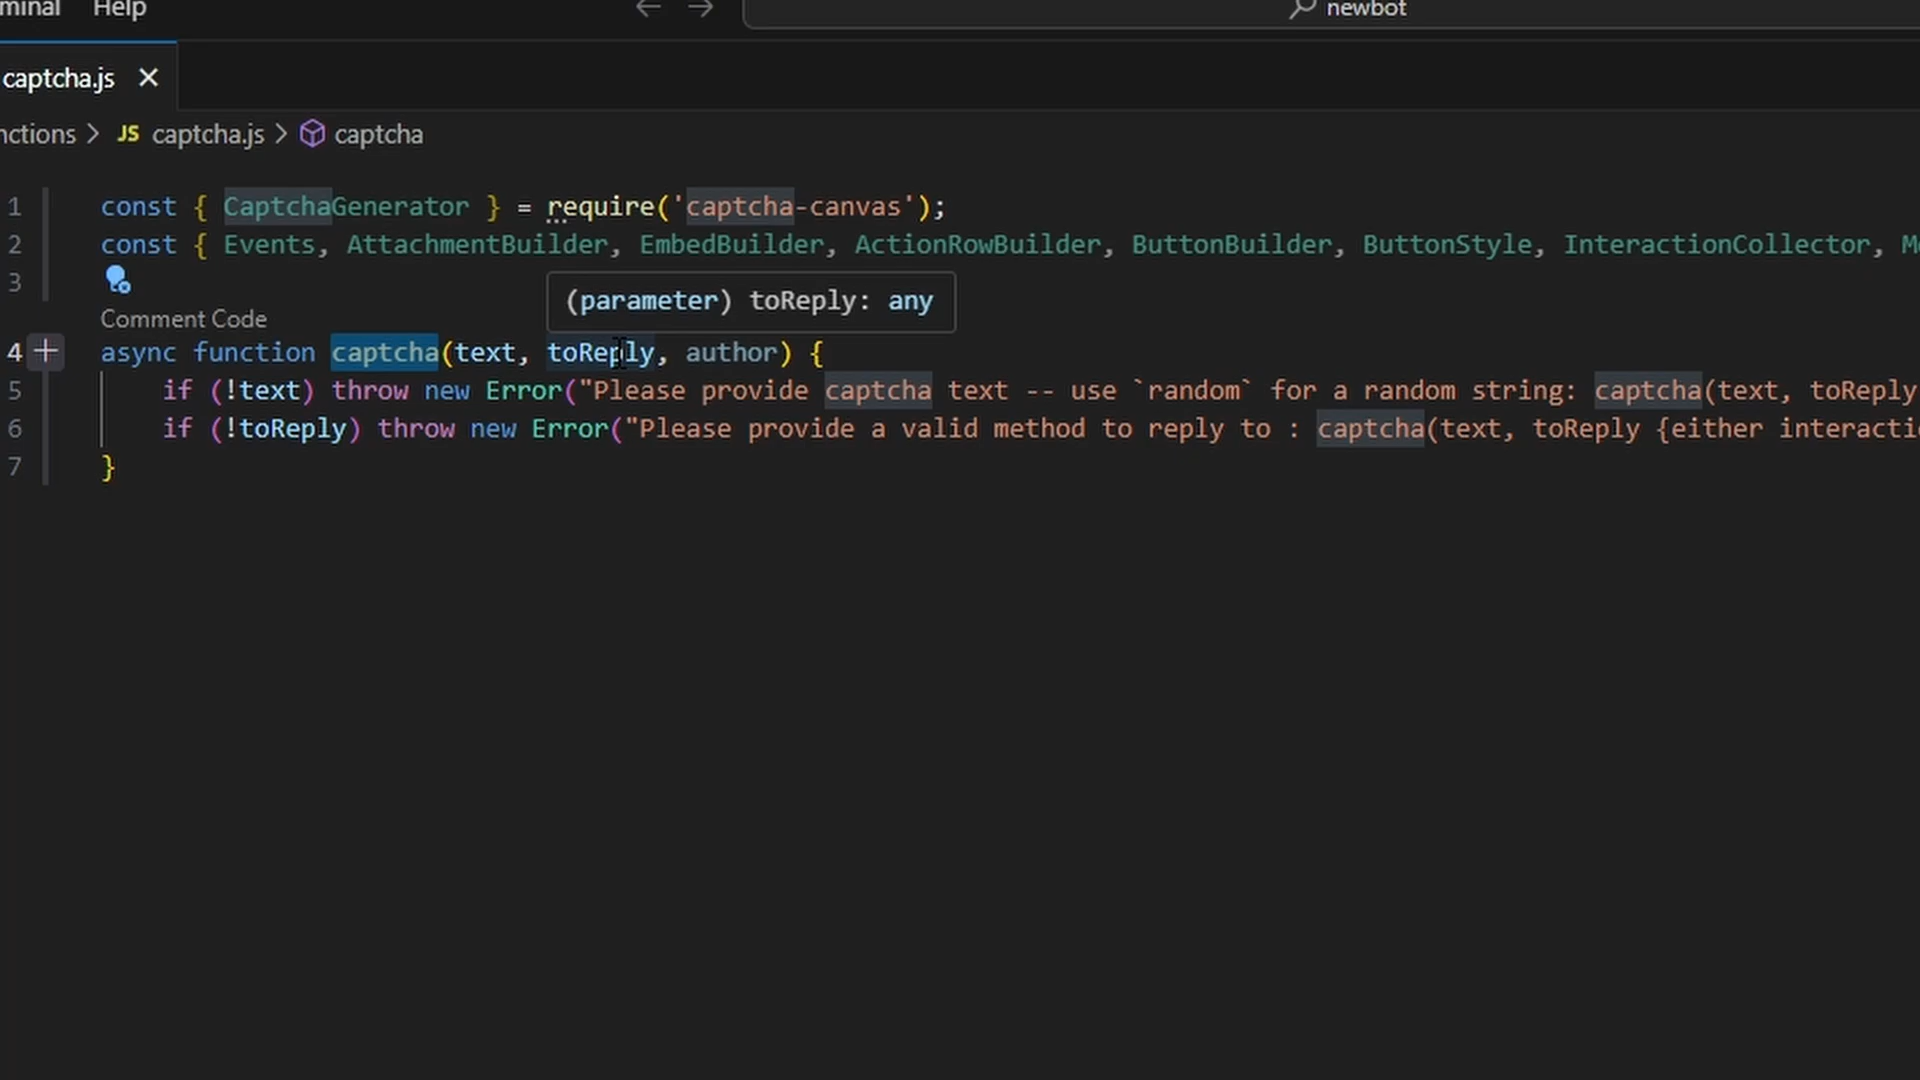 Help
newbot
captcha.js
captcha.js > captcha
1 const { CaptchaGenerator } = require('captcha-canvas');
2 const { Events, AttachmentBuilder, EmbedBuilder, ActionRowBuilder, ButtonBuilder, ButtonStyle, InteractionCollector,
3
(parameter) toReply: any
Comment Code
4 async function captcha(text, toReply, author) {
5 if (!text) throw new Error("Please provide captcha text -- use `random` for a random string: captcha(text, toReply
6 if (!toReply) throw new Error("Please provide a valid method to reply to : captcha(text, toReply {either
7 }